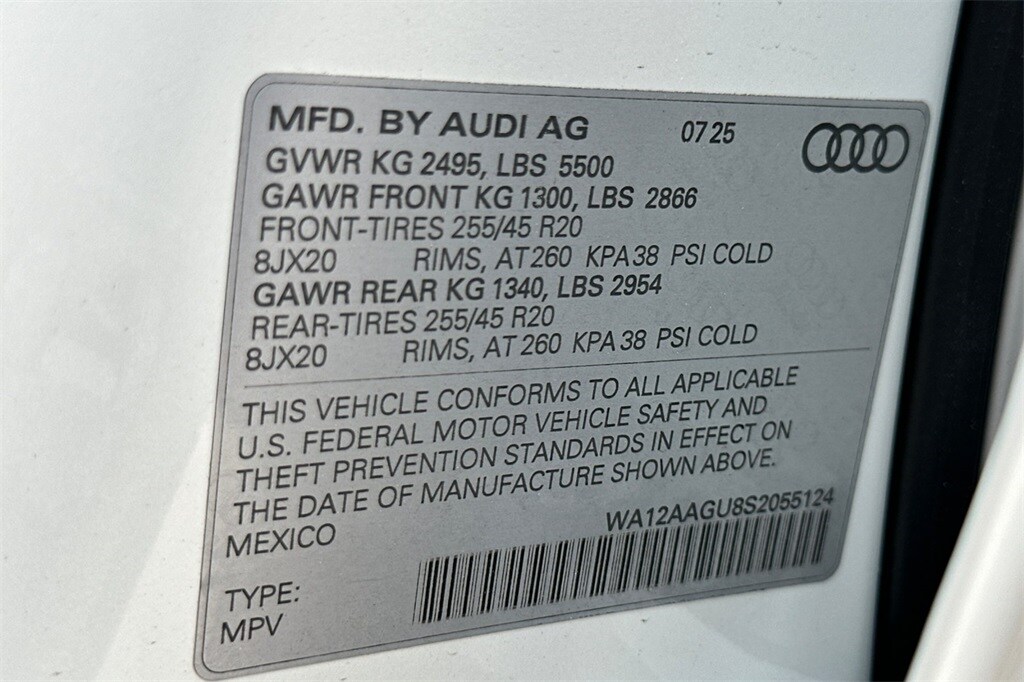 MFD. BY AUDI AG 07 25
GVWR KG 2495, LBS 5500
GAWR FRONT KG 1300, LBS 2866
FRONT-TIRES 255/45 R20
8JX20 RIMS, AT 260 KPA 38 PSI COLD
GAWR REAR KG 1340, LBS 2954
REAR-TIRES 255/45 R20
8JX20 RIMS, AT 260 KPA 38 PSI COLD
THIS VEHICLE CONFORMS TO ALL APPLICABLE
U.S. FEDERAL MOTOR VEHICLE SAFETY AND
THEFT PREVENTION STANDARDS IN EFFECT ON
THE DATE OF MANUFACTURE SHOWN ABOVE.
MEXICO WA12AAGU8S2055124
TYPE:
MPV